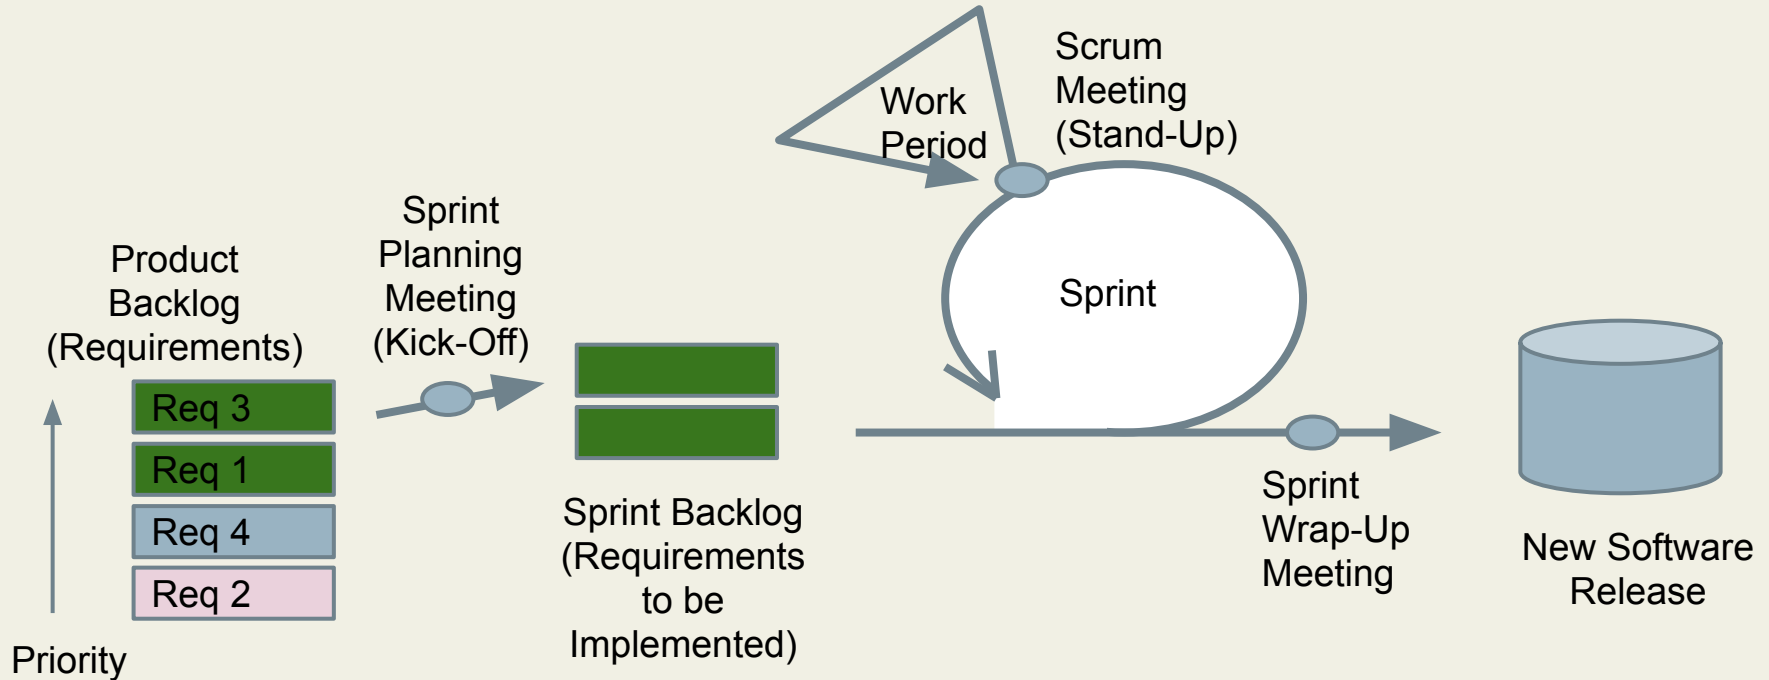 Product
Backlog
(Requirements)
Req 3
Req 1
Req 4
Req 2
Priority
Sprint
Planning
Meeting
(Kick-Off)
Sprint Backlog
(Requirements
to be
Implemented)
Work
Period
Scrum
Meeting
(Stand-Up)
Sprint
Sprint
Wrap-Up
Meeting
New Software
Release